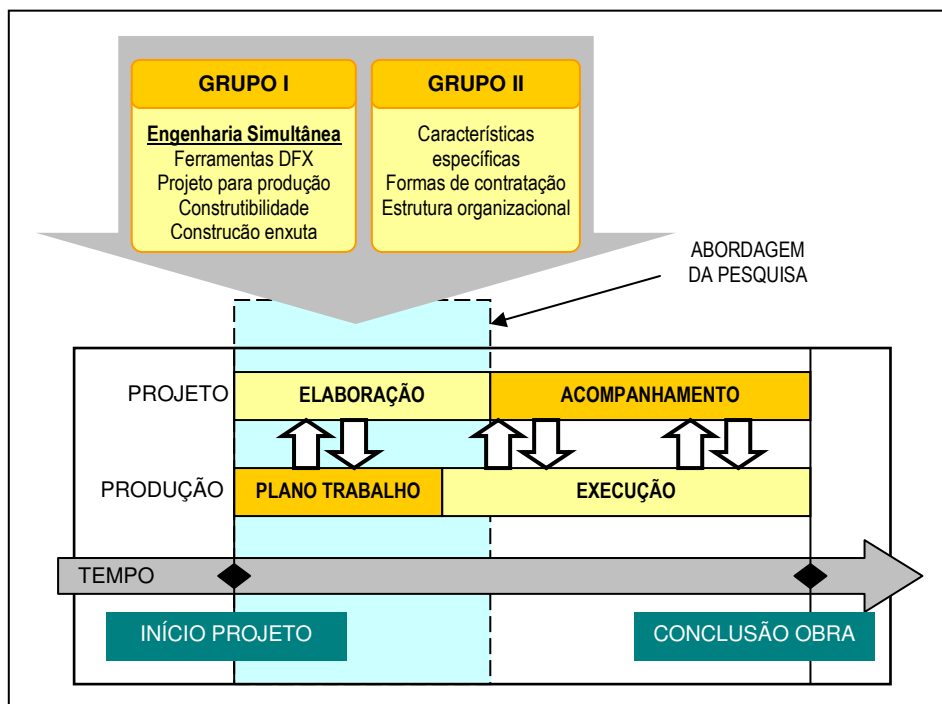 GRUPO I
Engenharia Simultânea
Ferramentas DFX
Projeto para produção
Construtibilidade
Construcão enxuta
GRUPO II
Características
específicas
Formas de contratação
Estrutura organizacional
ABORDAGEM
DA PESQUISA
PROJETO
ELABORAÇÃO
ACOMPANHAMENTO
PRODUÇÃO
PLANO TRABALHO
EXECUÇÃO
TEMPO
INÍCIO PROJETO
CONCLUSÃO OBRA